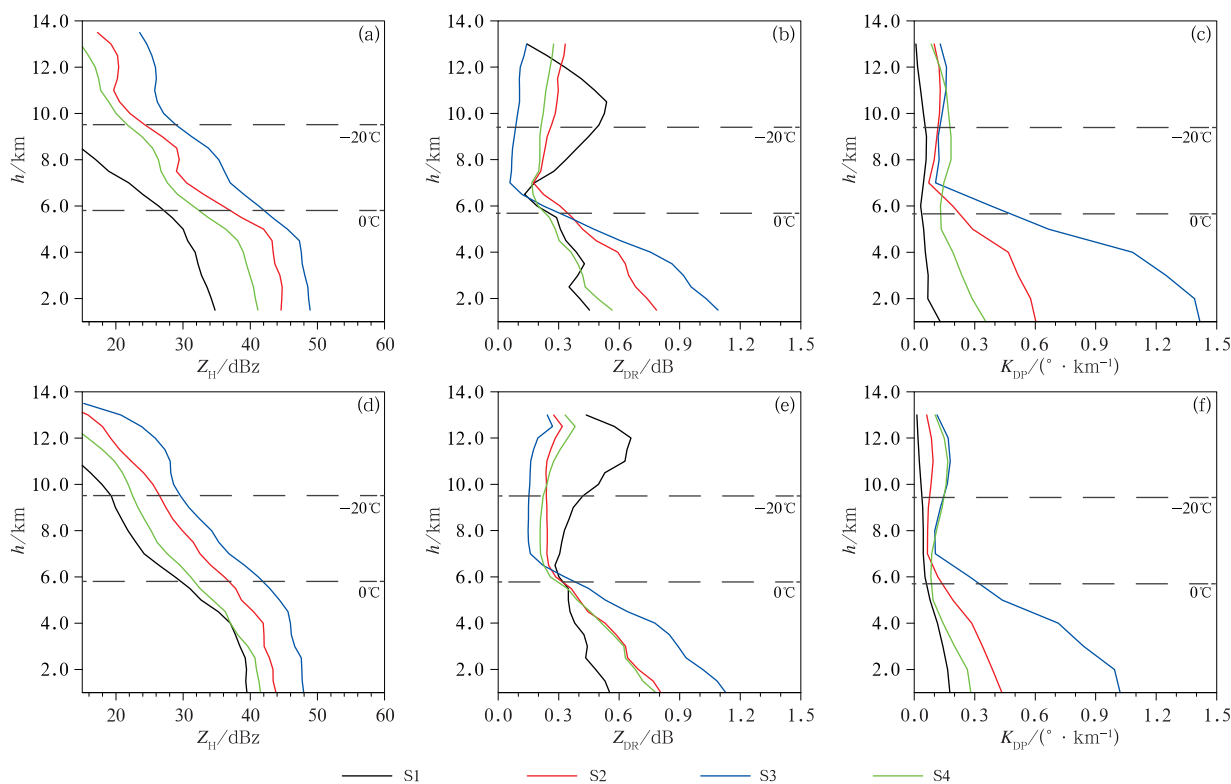 14.0 (a) 14.0 (b) 14.0 (c)
12.0 12.0 12.0
10.0 10.0 10.0
−20℃ −20℃ −20℃
h/km h/km h/km
8.0 8.0 8.0
6.0 6.0 6.0
0℃ 0℃ 0℃
4.0 4.0 4.0
2.0 2.0 2.0
20 30 40 50 60 0.0 0.3 0.6 0.9 1.2 1.5 0.0 0.3 0.6 0.9 1.2 1.5
Z_H/dBz Z_DR/dB K_DP/(° · km⁻¹)
14.0 (d) 14.0 (e) 14.0 (f)
12.0 12.0 12.0
10.0 10.0 10.0
−20℃ −20℃ −20℃
h/km h/km h/km
8.0 8.0 8.0
6.0 6.0 6.0
0℃ 0℃ 0℃
4.0 4.0 4.0
2.0 2.0 2.0
20 30 40 50 60 0.0 0.3 0.6 0.9 1.2 1.5 0.0 0.3 0.6 0.9 1.2 1.5
Z_H/dBz Z_DR/dB K_DP/(° · km⁻¹)
S1 S2 S3 S4